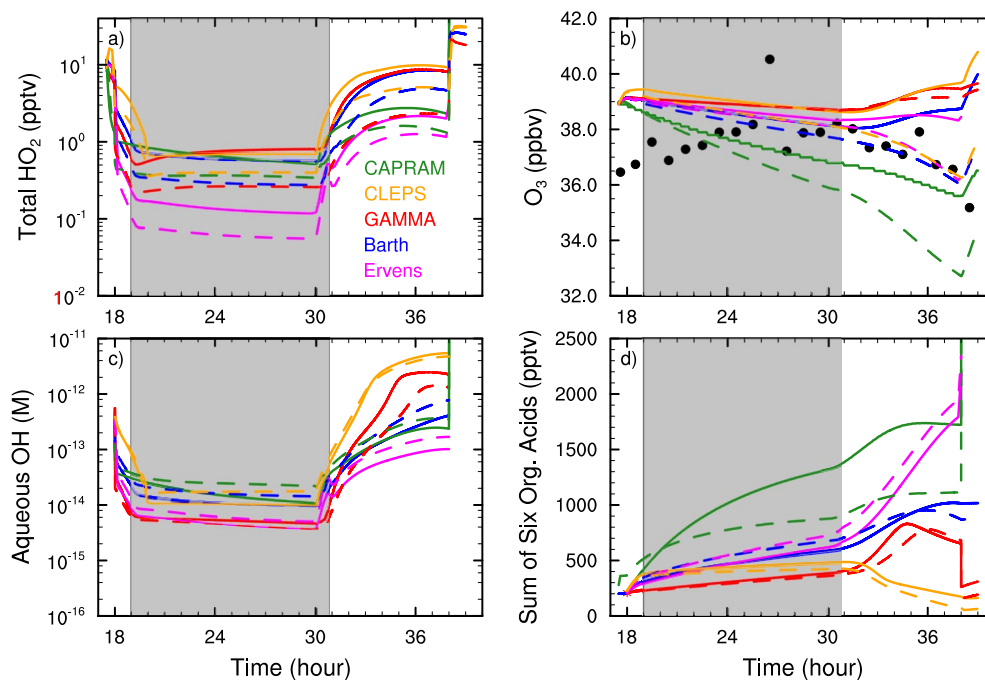 a)
Total HO2 (pptv)
10^1
10^0
10^-1
10^-2
18 24 30 36
CAPRAM
CLEPS
GAMMA
Barth
Ervens
b)
O3 (ppbv)
42.0
40.0
38.0
36.0
34.0
32.0
18 24 30 36
c)
Aqueous OH (M)
10^-11
10^-12
10^-13
10^-14
10^-15
10^-16
18 24 30 36
Time (hour)
d)
Sum of Six Org. Acids (pptv)
2500
2000
1500
1000
500
0
18 24 30 36
Time (hour)